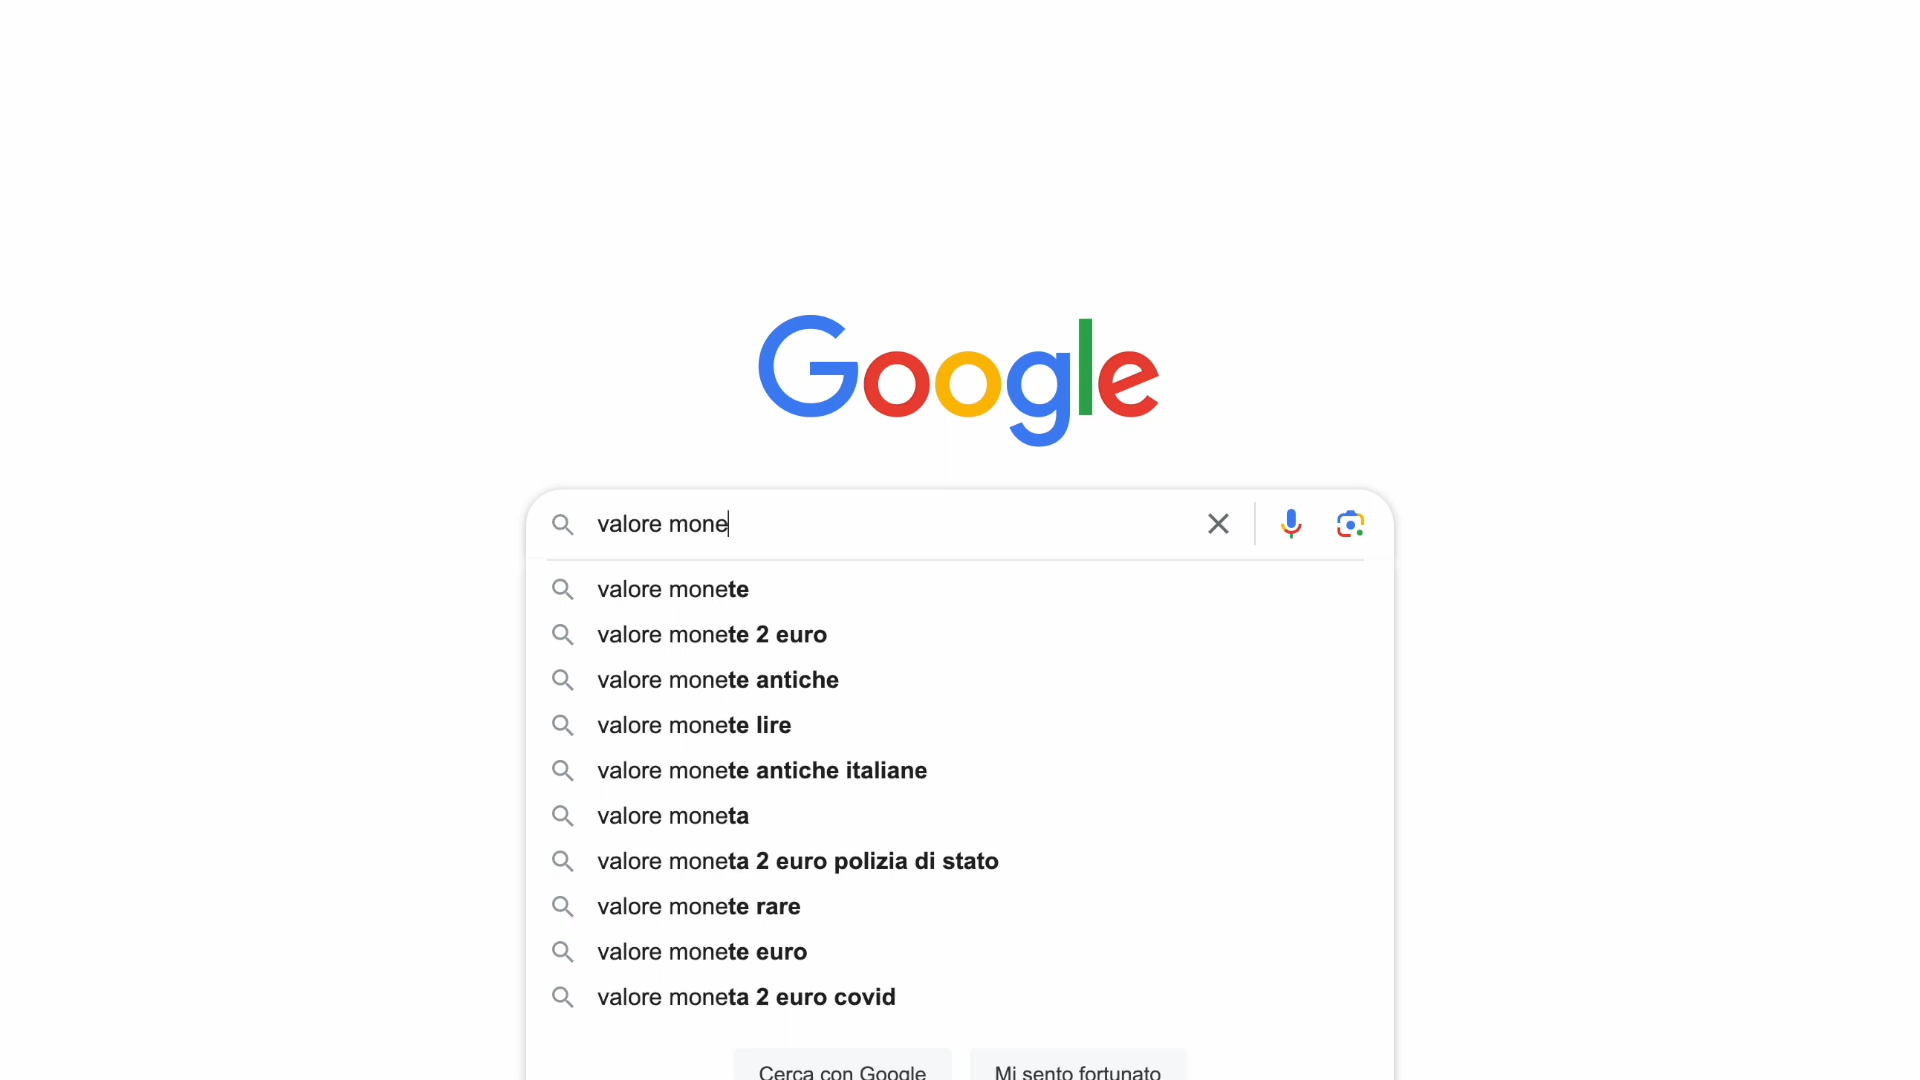 Google
valore mone
valore monete
valore monete 2 euro
valore monete antiche
valore monete lire
valore monete antiche italiane
valore moneta
valore moneta 2 euro polizia di stato
valore monete rare
valore monete euro
valore moneta 2 euro covid
Cerca con Google Mi sento fortunato